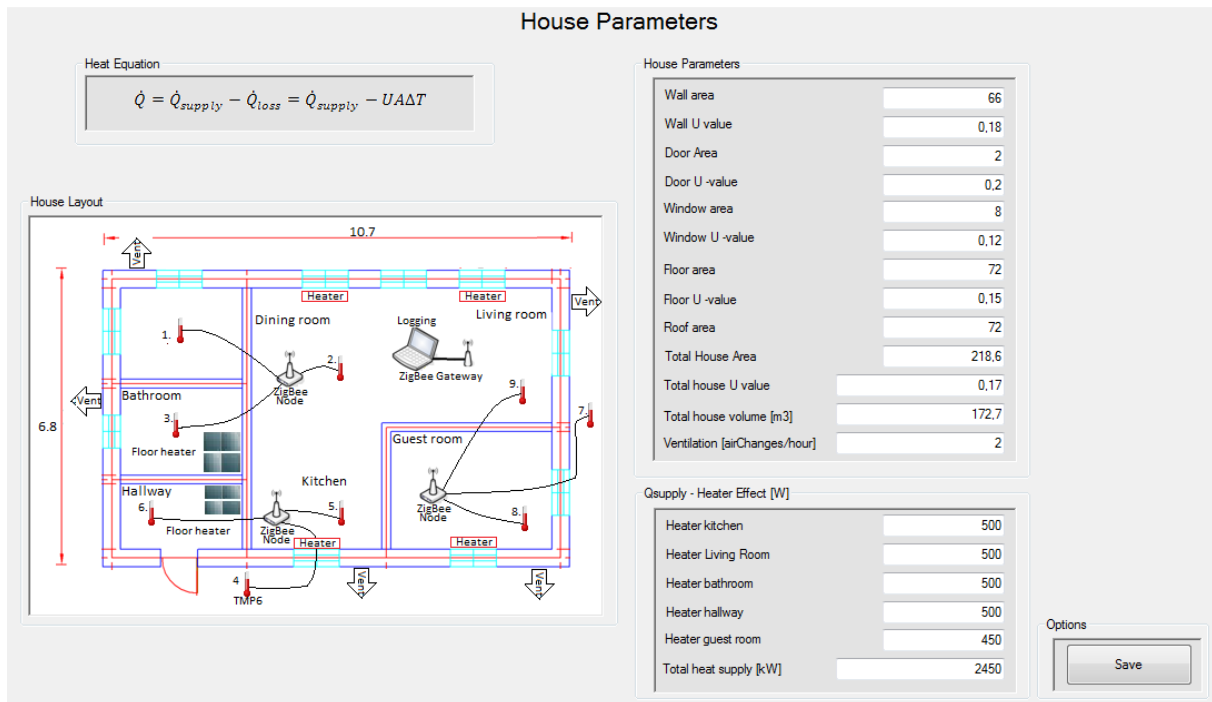 House Parameters
Heat Equation
Q̇ = Q̇supply − Q̇loss = Q̇supply − UAΔT
House Layout
10.7
6.8
Vent
Vent
Vent
Vent
Vent
Heater
Heater
Dining room
Living room
Logging
1.
2.
ZigBee Gateway
ZigBee
Node
9.
7.
Bathroom
3.
Floor heater
Guest room
Kitchen
Hallway
6.
5.
8.
Floor heater
ZigBee
Node
ZigBee
Node
Heater
Heater
4
TMP6
House Parameters
Wall area 66
Wall U value 0,18
Door Area 2
Door U -value 0,2
Window area 8
Window U -value 0,12
Floor area 72
Floor U -value 0,15
Roof area 72
Total House Area 218,6
Total house U value 0,17
Total house volume [m3] 172,7
Ventilation [airChanges/hour] 2
Qsupply - Heater Effect [W]
Heater kitchen 500
Heater Living Room 500
Heater bathroom 500
Heater hallway 500
Heater guest room 450
Total heat supply [kW] 2450
Options
Save